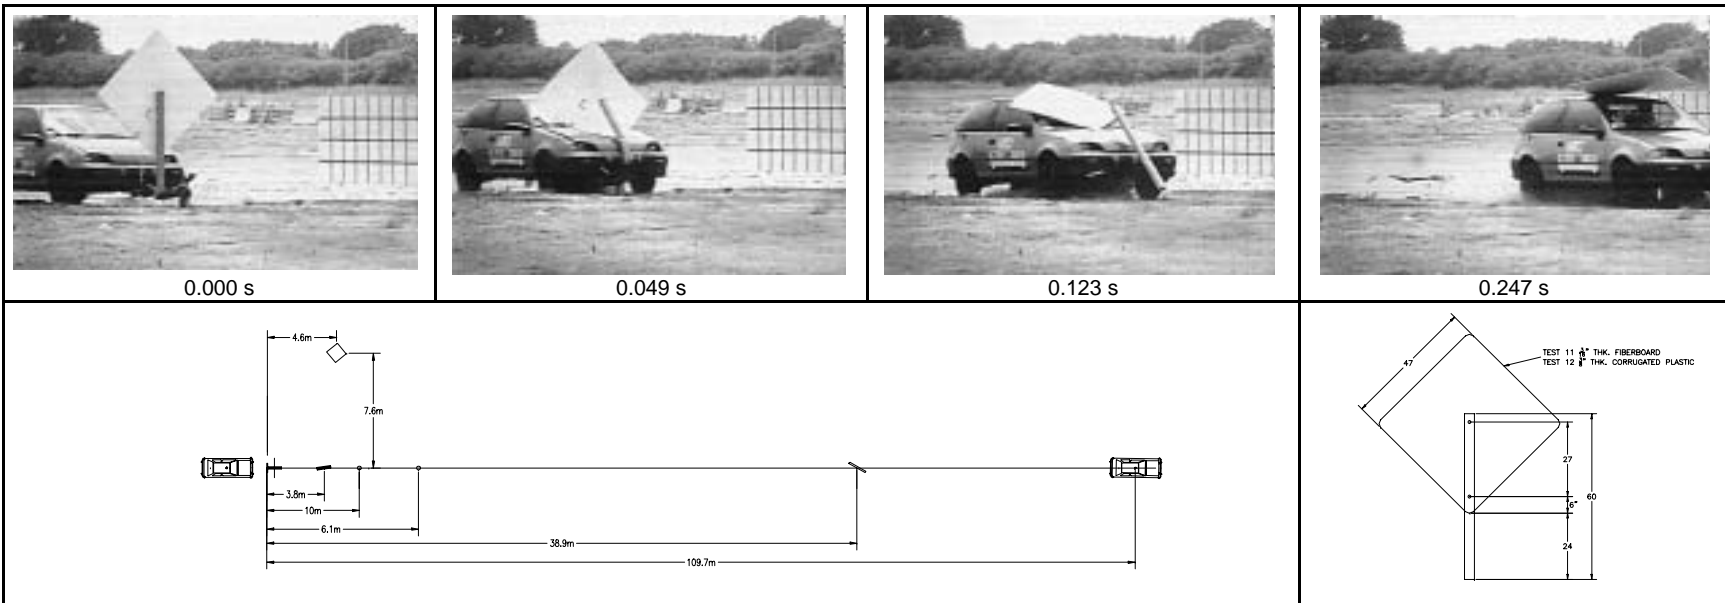 0.000 s
0.049 s
0.123 s
0.247 s
4.6m
7.6m
3.8m
10m
6.1m
38.9m
109.7m
47
TEST 11 THK. FIBERBOARD
TEST 12 THK. CORRUGATED PLASTIC
27
60
6"
24